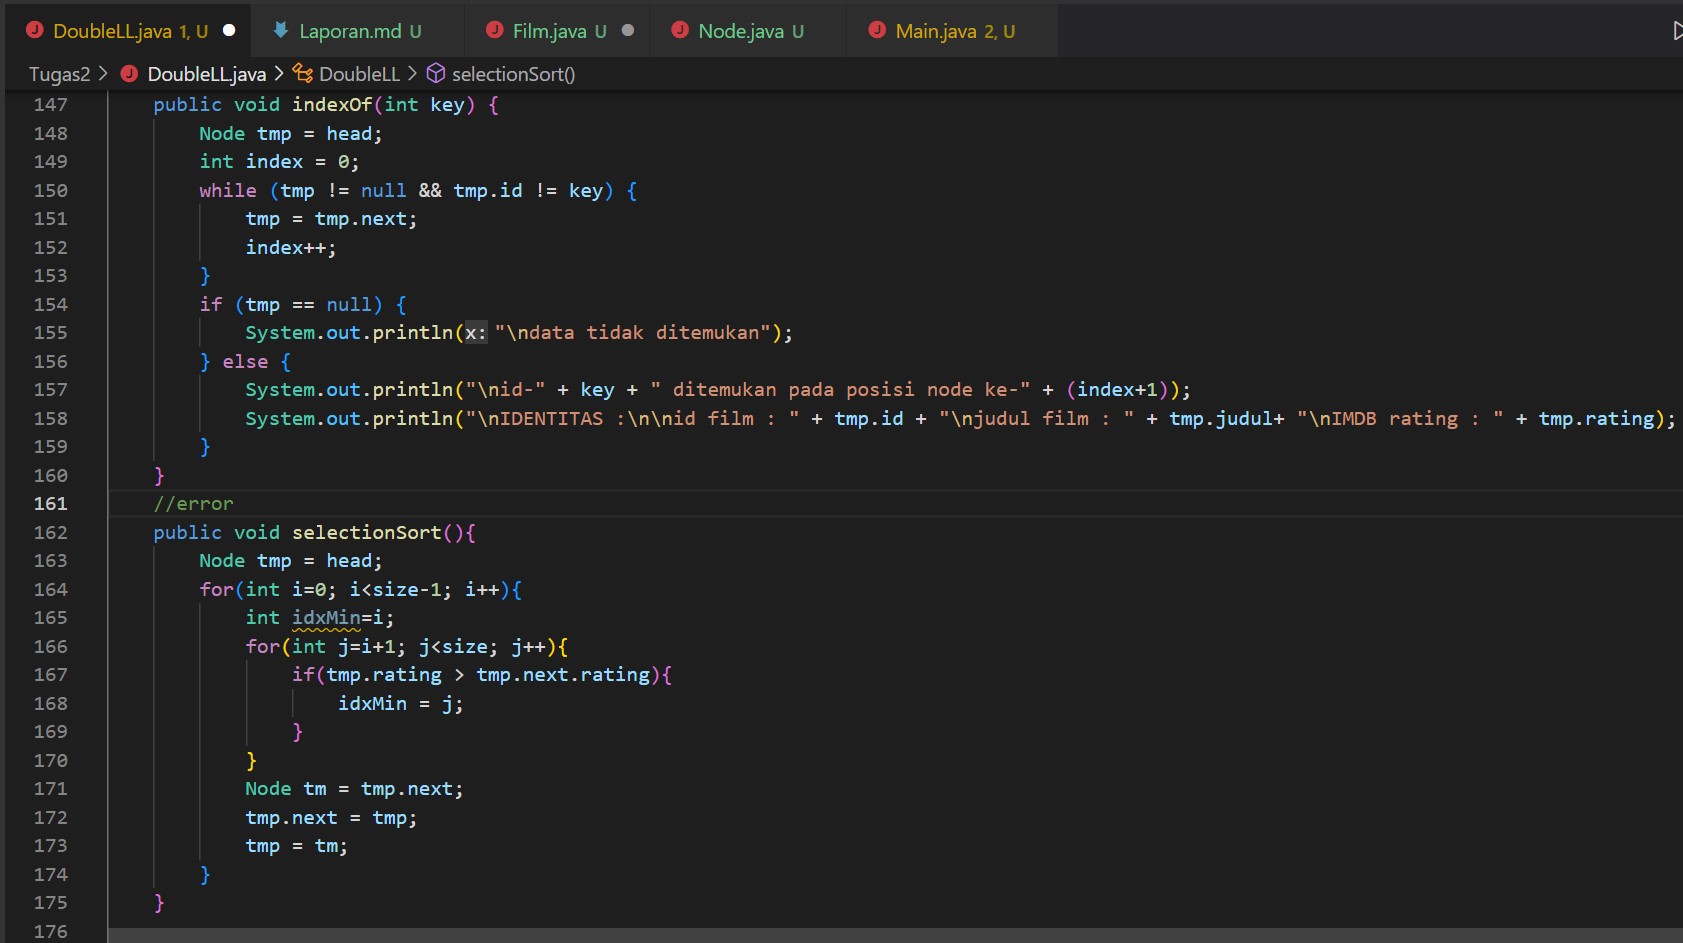 DoubleLL.java 1, U Laporan.md U Film.java U Node.java U Main.java 2, U
Tugas2 > DoubleLL.java > DoubleLL > selectionSort()
147 public void indexOf(int key) {
148 Node tmp = head;
149 int index = 0;
150 while (tmp != null && tmp.id != key) {
151 tmp = tmp.next;
152 index++;
153 }
154 if (tmp == null) {
155 System.out.println(x: "\ndata tidak ditemukan");
156 } else {
157 System.out.println("\nid-" + key + " ditemukan pada posisi node ke-" + (index+1));
158 System.out.println("\nIDENTITAS :\n\nid film : " + tmp.id + "\njudul film : " + tmp.judul+ "\nIMDB rating : " + tmp.rating);
159 }
160 }
161 //error
162 public void selectionSort(){
163 Node tmp = head;
164 for(int i=0; i<size-1; i++){
165 int idxMin=i;
166 for(int j=i+1; j<size; j++){
167 if(tmp.rating > tmp.next.rating){
168 idxMin = j;
169 }
170 }
171 Node tm = tmp.next;
172 tmp.next = tmp;
173 tmp = tm;
174 }
175 }
176